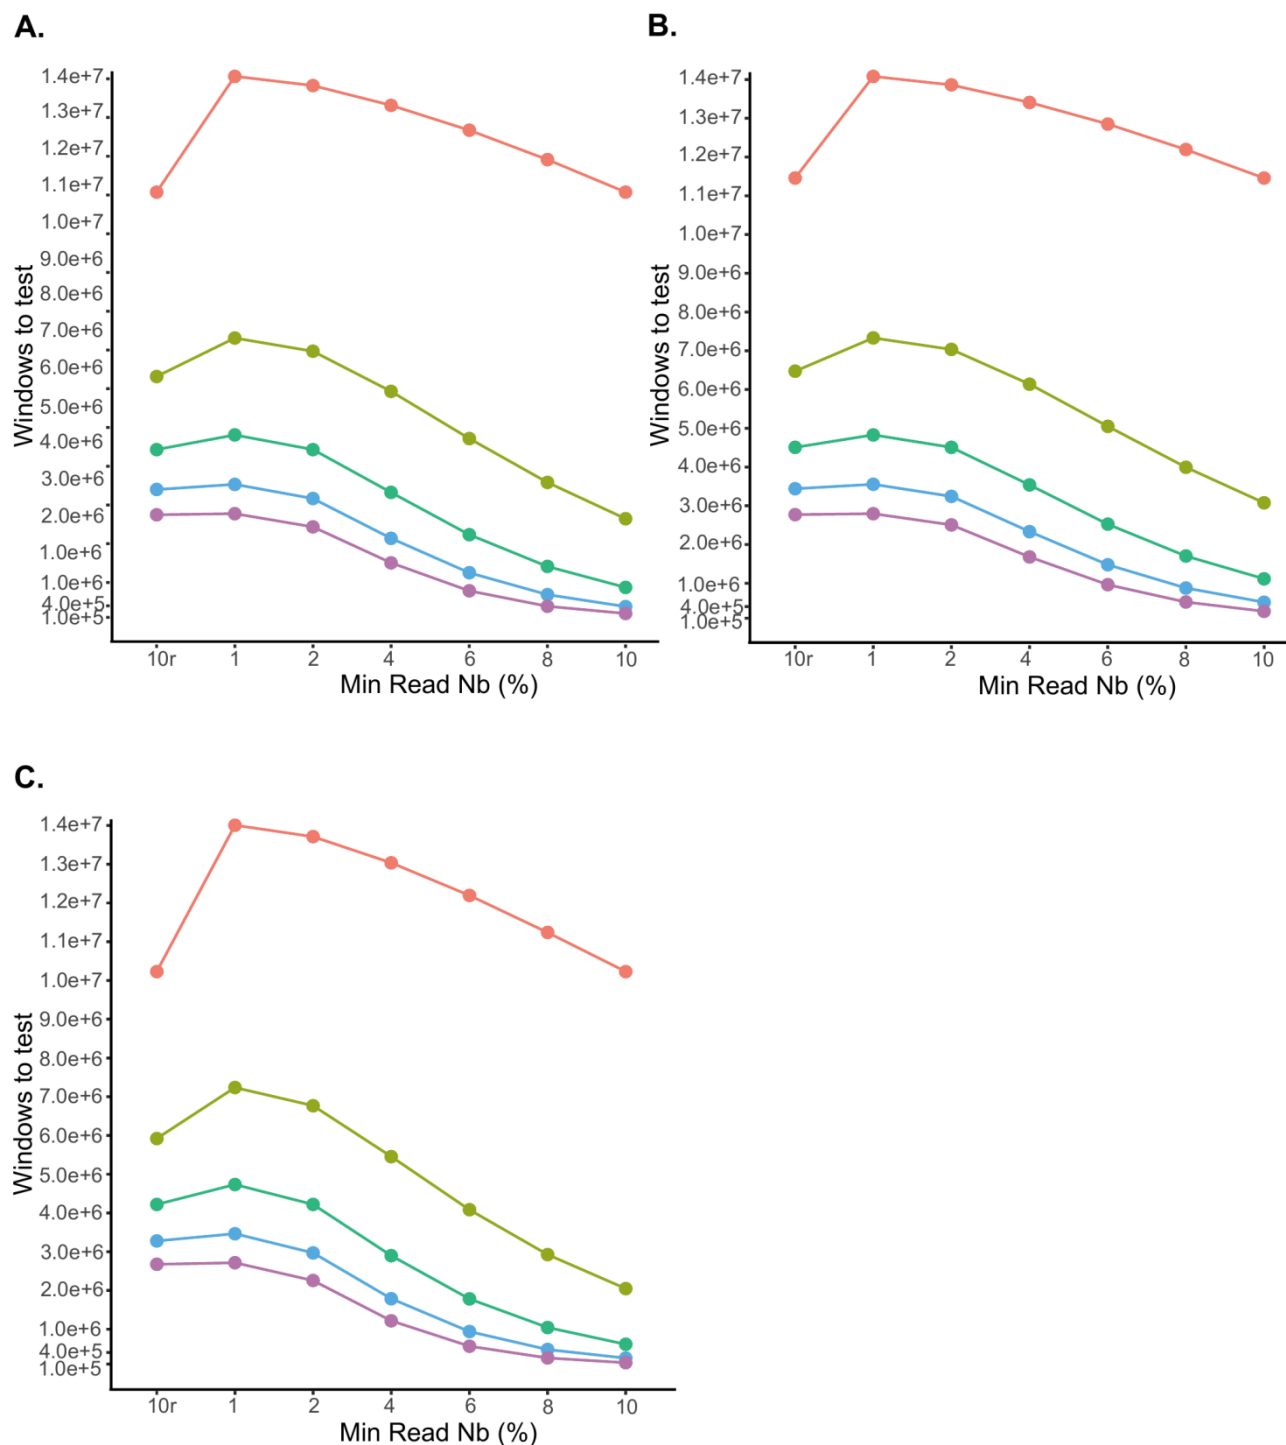 A.
1.4e+7
1.3e+7
1.2e+7
1.1e+7
1.0e+7
9.0e+6
8.0e+6
7.0e+6
6.0e+6
5.0e+6
4.0e+6
3.0e+6
2.0e+6
1.0e+6
1.0e+6
4.0e+5
1.0e+5
Windows to test
10r 1 2 4 6 8 10
Min Read Nb (%)
B.
1.4e+7
1.3e+7
1.2e+7
1.1e+7
1.0e+7
9.0e+6
8.0e+6
7.0e+6
6.0e+6
5.0e+6
4.0e+6
3.0e+6
2.0e+6
1.0e+6
4.0e+5
1.0e+5
Windows to test
10r 1 2 4 6 8 10
Min Read Nb (%)
C.
1.4e+7
1.3e+7
1.2e+7
1.1e+7
1.0e+7
9.0e+6
8.0e+6
7.0e+6
6.0e+6
5.0e+6
4.0e+6
3.0e+6
2.0e+6
1.0e+6
4.0e+5
1.0e+5
Windows to test
10r 1 2 4 6 8 10
Min Read Nb (%)